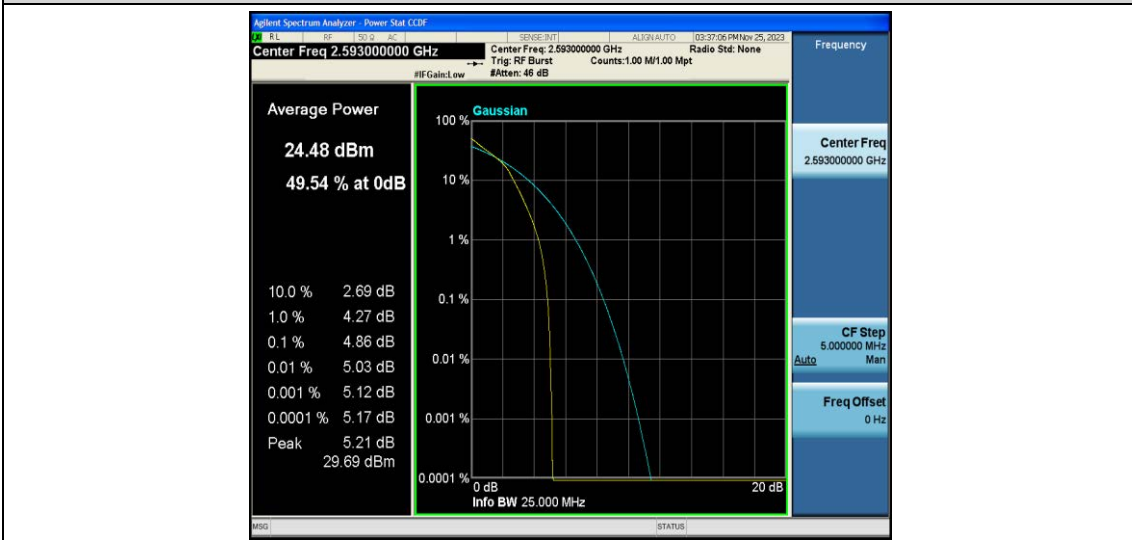 Agilent Spectrum Analyzer - Power Stat CCDF
LXI RL RF 50 Ω AC SENSE:INT ALIGN AUTO 03:37:06 PM Nov 25, 2023
Center Freq 2.593000000 GHz
Center Freq: 2.593000000 GHz Radio Std: None
Trig: RF Burst Counts:1.00 M/1.00 Mpt
#IFGain:Low #Atten: 46 dB
Frequency
Average Power
24.48 dBm
49.54 % at 0dB
10.0 % 2.69 dB
1.0 % 4.27 dB
0.1 % 4.86 dB
0.01 % 5.03 dB
0.001 % 5.12 dB
0.0001 % 5.17 dB
Peak 5.21 dB
29.69 dBm
Gaussian
100 %
10 %
1 %
0.1 %
0.01 %
0.001 %
0.0001 %
0 dB 20 dB
Info BW 25.000 MHz
Center Freq
2.593000000 GHz
CF Step
5.000000 MHz
Auto Man
Freq Offset
0 Hz
MSG STATUS